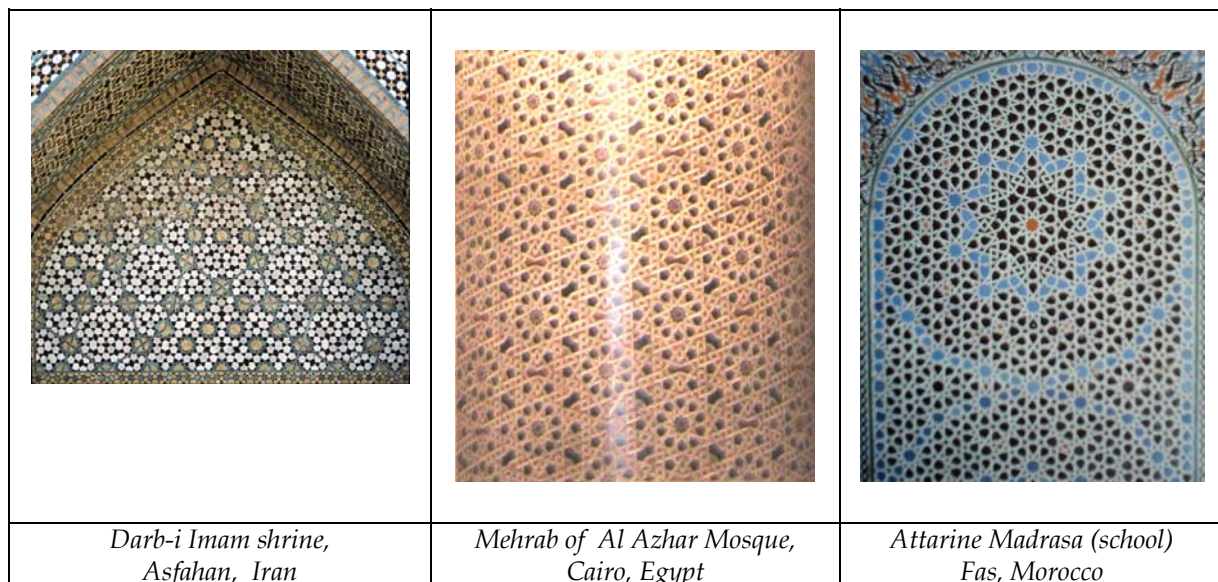 Darb-i Imam shrine,
Asfahan, Iran
Mehrab of Al Azhar Mosque,
Cairo, Egypt
Attarine Madrasa (school)
Fas, Morocco